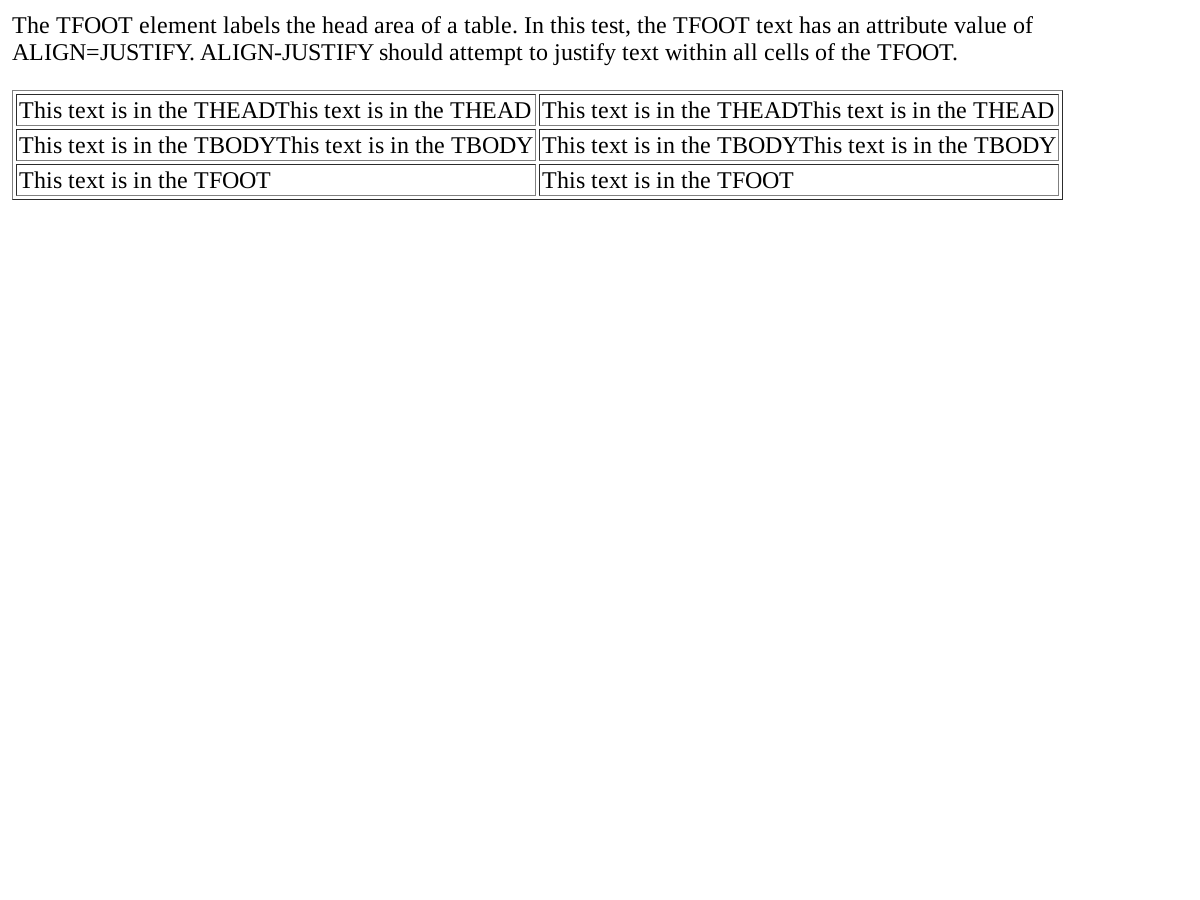 The TFOOT element labels the head area of a table. In this test, the TFOOT text has an attribute value of
ALIGN=JUSTIFY. ALIGN-JUSTIFY should attempt to justify text within all cells of the TFOOT.
This text is in the THEADThis text is in the THEAD This text is in the THEADThis text is in the THEAD
This text is in the TBODYThis text is in the TBODY This text is in the TBODYThis text is in the TBODY
This text is in the TFOOT This text is in the TFOOT